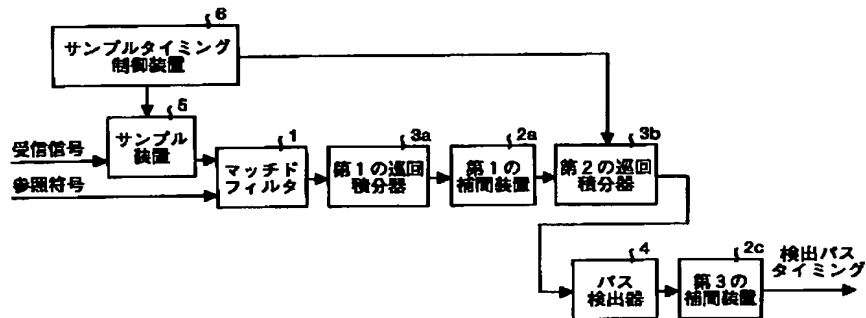 6
サンプルタイミング
制御装置
5
サンプル
装置
受信信号
参照符号
1
マッチド
フィルタ
3a
第1の巡回
積分器
2a
第1の
補間装置
3b
第2の巡回
積分器
4
パス
検出器
2c
第3の
補間装置
検出パス
タイミング